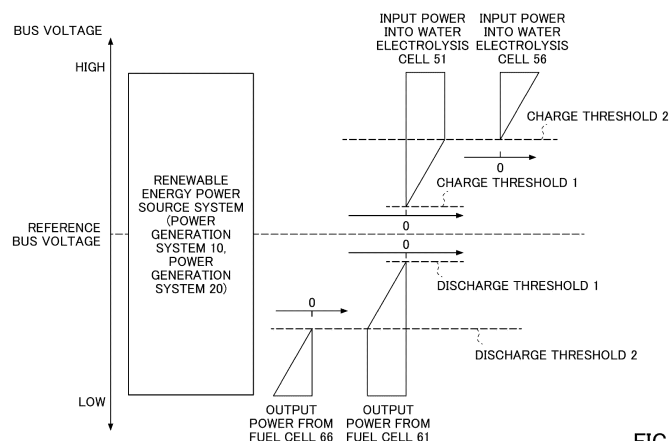 BUS VOLTAGE
HIGH
INPUT POWER
INTO WATER
ELECTROLYSIS
CELL 51
INPUT POWER
INTO WATER
ELECTROLYSIS
CELL 56
CHARGE THRESHOLD 2
0
CHARGE THRESHOLD 1
0
RENEWABLE
ENERGY POWER
SOURCE SYSTEM
(POWER
GENERATION
SYSTEM 10,
POWER
GENERATION
SYSTEM 20)
REFERENCE
BUS VOLTAGE
0
DISCHARGE THRESHOLD 1
0
DISCHARGE THRESHOLD 2
LOW
OUTPUT
POWER FROM
FUEL CELL 66
OUTPUT
POWER FROM
FUEL CELL 61
FIG